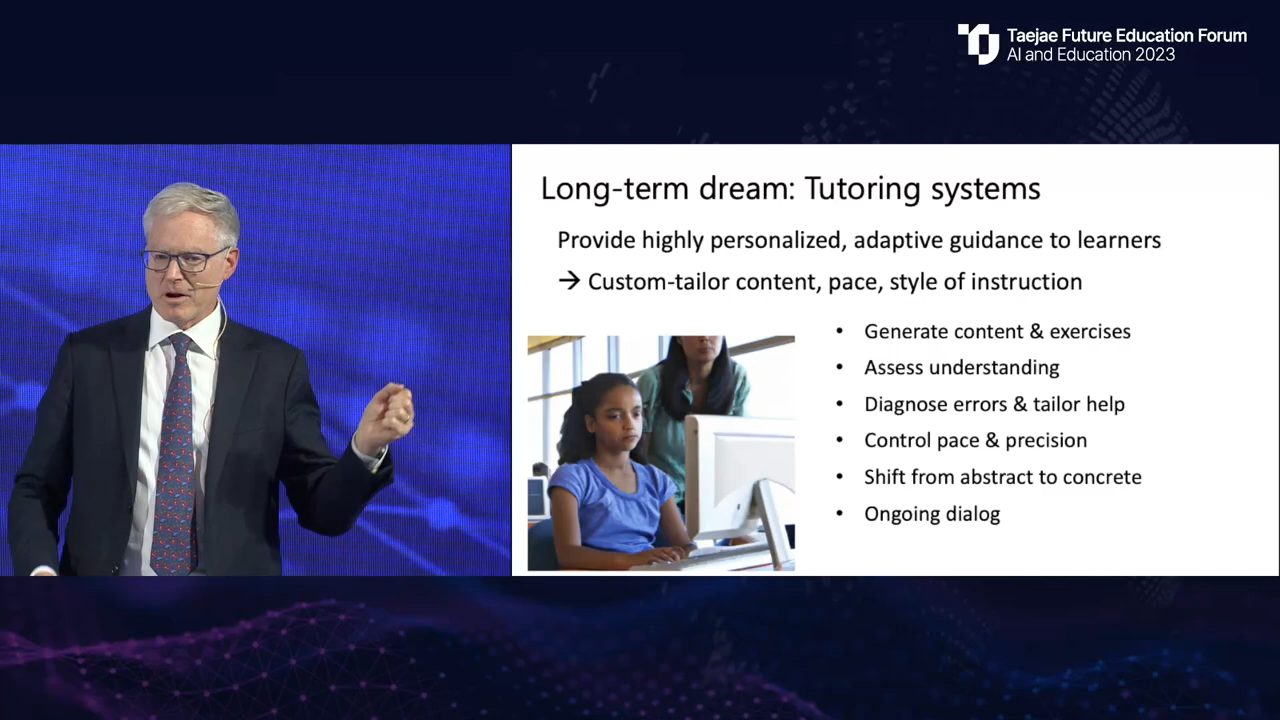 Taejae Future Education Forum
AI and Education 2023
Long-term dream: Tutoring systems
Provide highly personalized, adaptive guidance to learners
→ Custom-tailor content, pace, style of instruction
• Generate content & exercises
• Assess understanding
• Diagnose errors & tailor help
• Control pace & precision
• Shift from abstract to concrete
• Ongoing dialog